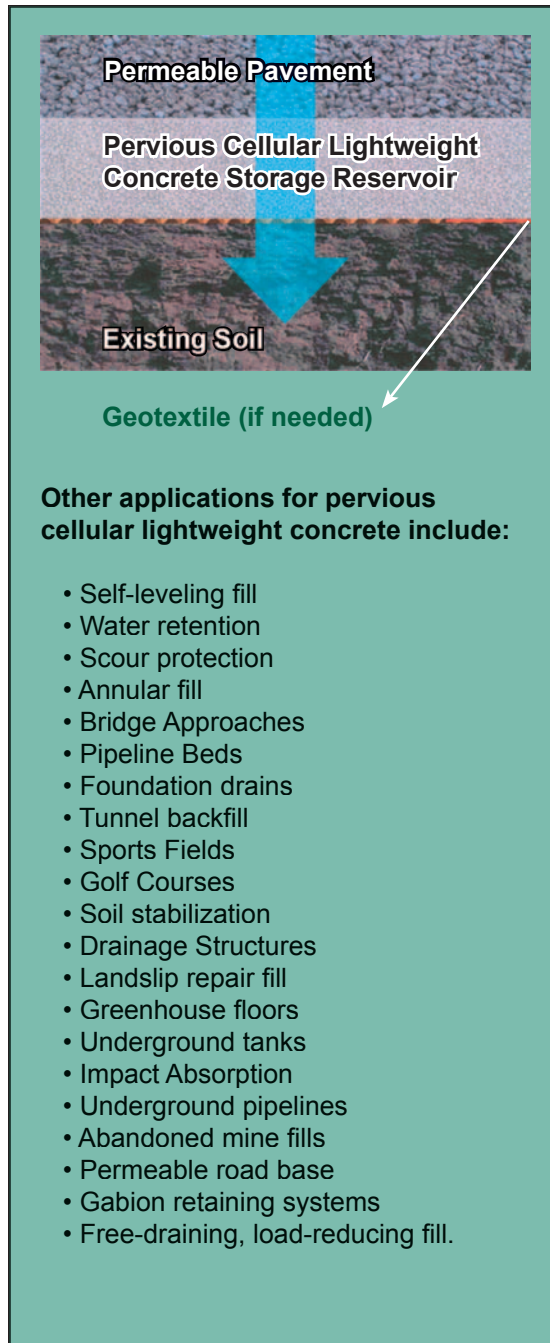 Permeable Pavement
Pervious Cellular Lightweight
Concrete Storage Reservoir
Existing Soil
Geotextile (if needed)
Other applications for pervious
cellular lightweight concrete include:
• Self-leveling fill
• Water retention
• Scour protection
• Annular fill
• Bridge Approaches
• Pipeline Beds
• Foundation drains
• Tunnel backfill
• Sports Fields
• Golf Courses
• Soil stabilization
• Drainage Structures
• Landslip repair fill
• Greenhouse floors
• Underground tanks
• Impact Absorption
• Underground pipelines
• Abandoned mine fills
• Permeable road base
• Gabion retaining systems
• Free-draining, load-reducing fill.